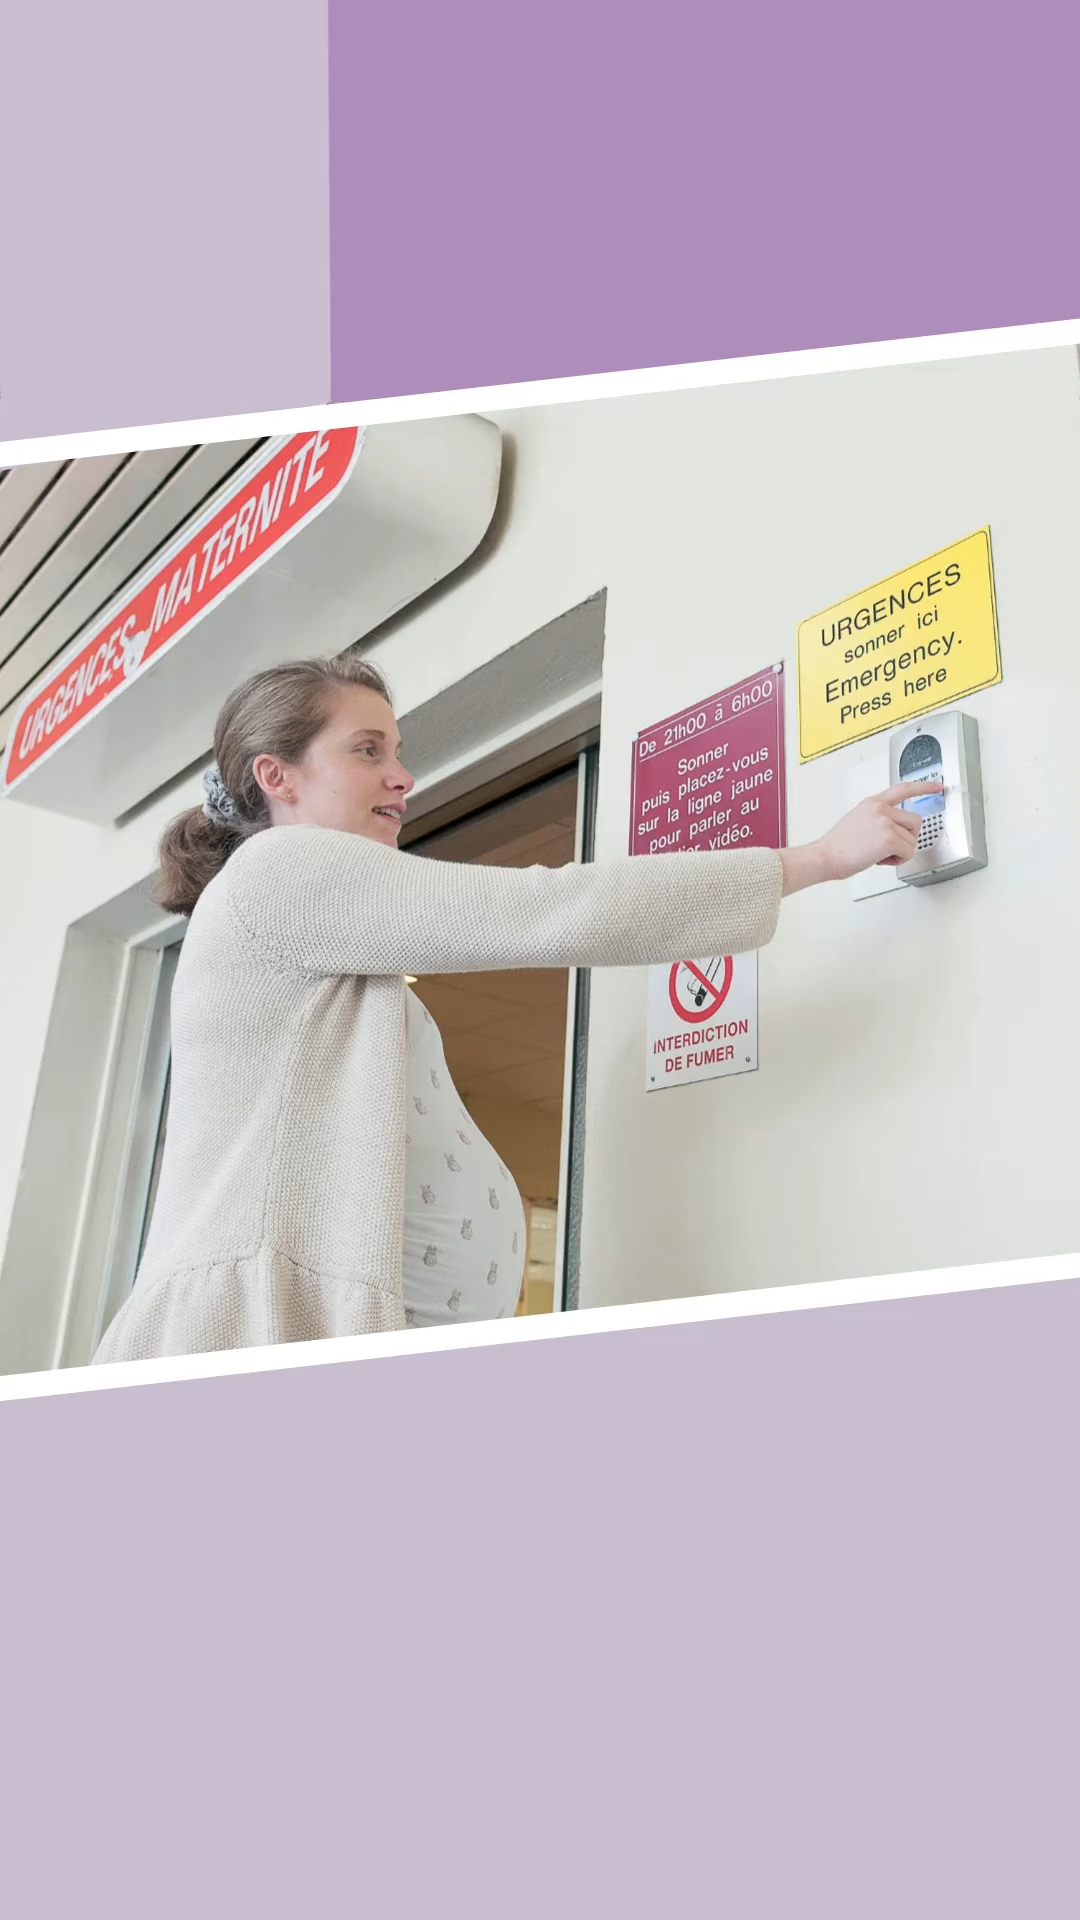 URGENCES MATERNITÉ
URGENCES
sonner ici
Emergency.
Press here
De 21h00 à 6h00
Sonner
puis placez-vous
sur la ligne jaune
pour parler au
vidéo.
INTERDICTION
DE FUMER